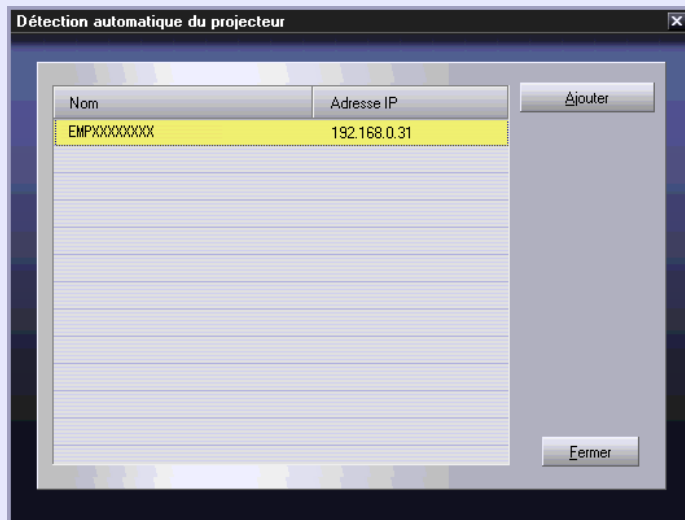 Détection automatique du projecteur
Nom Adresse IP Ajouter
EMPXXXXXXXX 192.168.0.31
Fermer